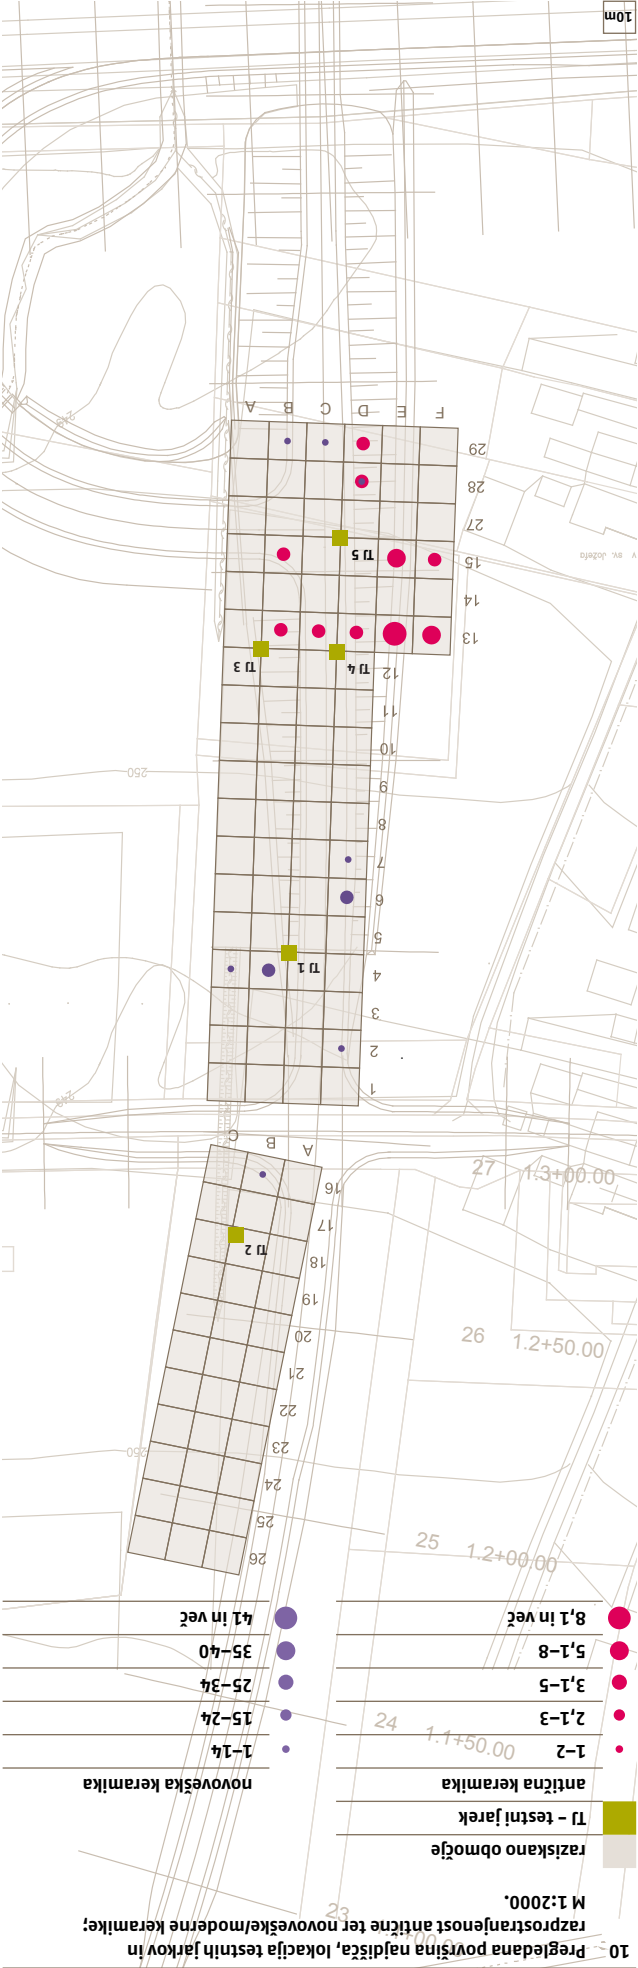 10 Pregledana površina najdišča, lokacija testnih jarkov in
razprostranjenost antične ter novoveške/moderne keramike;
M 1:2000.
raziskano območje
TJ – testni jarek
antična keramika
1–2
2,1–3
3,1–5
5,1–8
8,1 in več
novoveška keramika
1–14
15–24
25–34
35–40
41 in več
23
24 1.1+50.00
25 1.2+00.00
26 1.2+50.00
27 1.3+00.00
26
25
24
23
22
21
20
19
18
17
16
TJ 2
250
A B C
1
2
3
4
5
6
7
8
9
10
11
12
TJ 1
250
TJ 4
TJ 3
13
14
15
27
28
29
TJ 5
F E D C B A
sv. Jožefa
10m